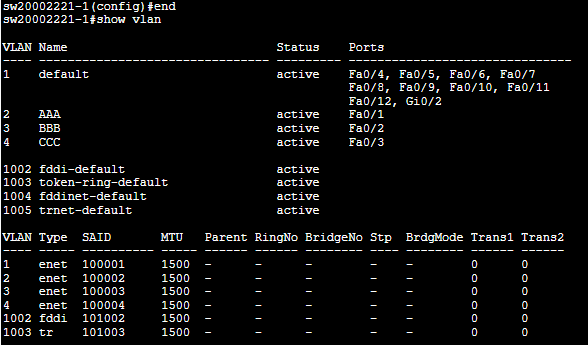 sw20002221-1(config)#end
sw20002221-1#show vlan
VLAN Name                             Status    Ports
---- -------------------------------- --------- -------------------------------
1    default                          active    Fa0/4, Fa0/5, Fa0/6, Fa0/7
                                                Fa0/8, Fa0/9, Fa0/10, Fa0/11
                                                Fa0/12, Gi0/2
2    AAA                              active    Fa0/1
3    BBB                              active    Fa0/2
4    CCC                              active    Fa0/3
1002 fddi-default                     active
1003 token-ring-default               active
1004 fddinet-default                  active
1005 trnet-default                    active
VLAN Type  SAID       MTU   Parent RingNo BridgeNo Stp  BrdgMode Trans1 Trans2
---- ----- ---------- ----- ------ ------ -------- ---- -------- ------ ------
1    enet  100001     1500  -      -      -        -    -        0      0
2    enet  100002     1500  -      -      -        -    -        0      0
3    enet  100003     1500  -      -      -        -    -        0      0
4    enet  100004     1500  -      -      -        -    -        0      0
1002 fddi  101002     1500  -      -      -        -    -        0      0
1003 tr    101003     1500  -      -      -        -    -        0      0